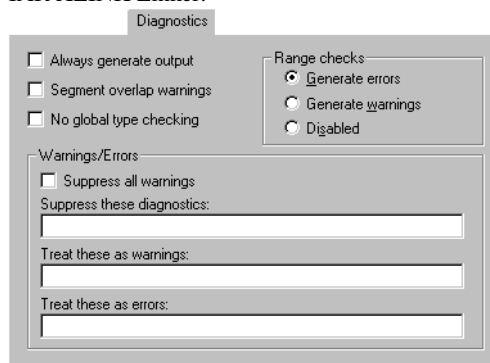 Diagnostics
Always generate output
Segment overlap warnings
No global type checking
Range checks
Generate errors
Generate warnings
Disabled
Warnings/Errors
Suppress all warnings
Suppress these diagnostics:
Treat these as warnings:
Treat these as errors: